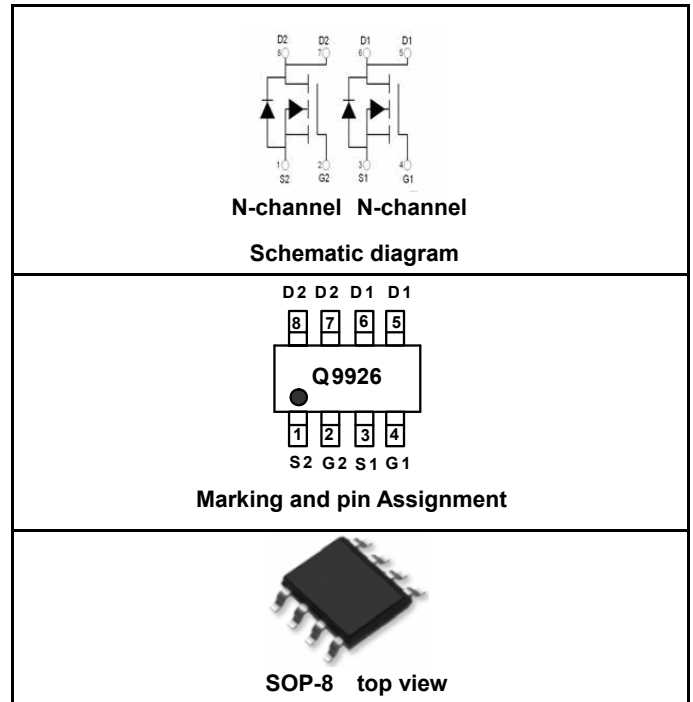 D2 D2 D1 D1
8 7 6 5
1 2 3 4
S2 G2 S1 G1
N-channel N-channel
Schematic diagram
D2 D2 D1 D1
8 7 6 5
Q9926
1 2 3 4
S2 G2 S1 G1
Marking and pin Assignment
SOP-8 top view